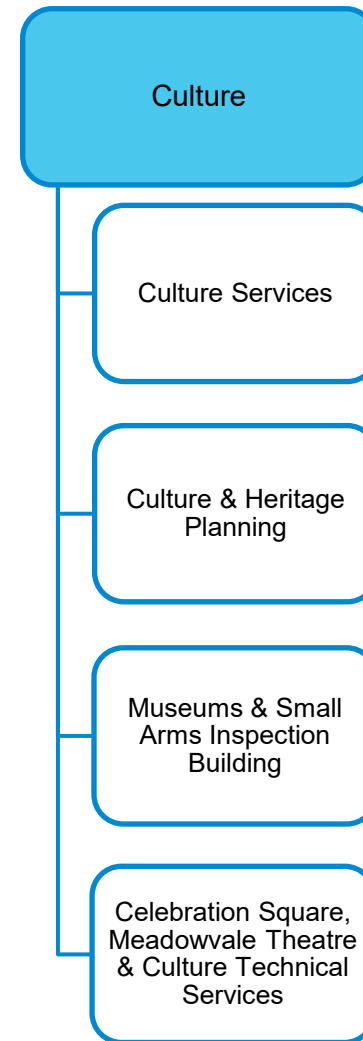 Culture
Culture Services
Culture & Heritage
Planning
Museums & Small
Arms Inspection
Building
Celebration Square,
Meadowvale Theatre
& Culture Technical
Services